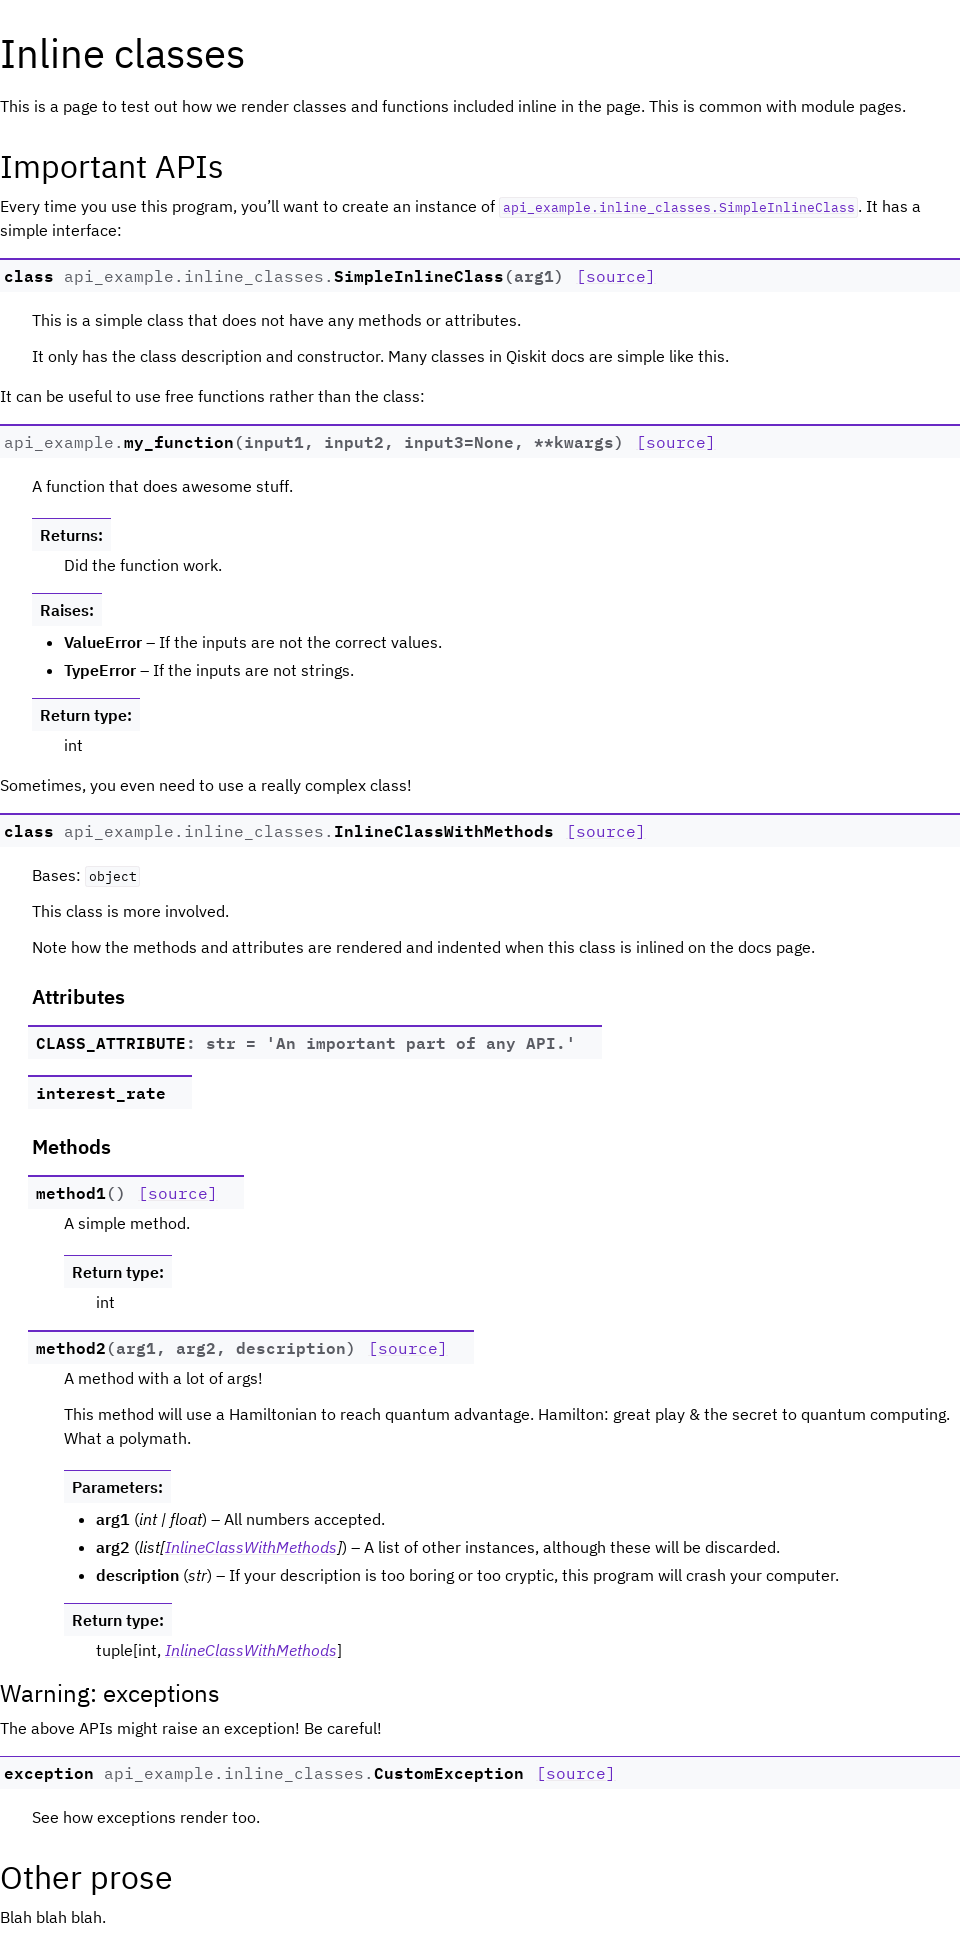 Inline classes
This is a page to test out how we render classes and functions included inline in the page. This is common with module pages.
Important APIs
Every time you use this program, you’ll want to create an instance of api_example.inline_classes.SimpleInlineClass. It has a
simple interface:
class api_example.inline_classes.SimpleInlineClass(arg1) [source]
This is a simple class that does not have any methods or attributes.
It only has the class description and constructor. Many classes in Qiskit docs are simple like this.
It can be useful to use free functions rather than the class:
api_example.my_function(input1, input2, input3=None, **kwargs) [source]
A function that does awesome stuff.
Returns:
Did the function work.
Raises:
• ValueError – If the inputs are not the correct values.
• TypeError – If the inputs are not strings.
Return type:
int
Sometimes, you even need to use a really complex class!
class api_example.inline_classes.InlineClassWithMethods [source]
Bases: object
This class is more involved.
Note how the methods and attributes are rendered and indented when this class is inlined on the docs page.
Attributes
CLASS_ATTRIBUTE: str = 'An important part of any API.'
interest_rate
Methods
method1() [source]
A simple method.
Return type:
int
method2(arg1, arg2, description) [source]
A method with a lot of args!
This method will use a Hamiltonian to reach quantum advantage. Hamilton: great play & the secret to quantum computing.
What a polymath.
Parameters:
• arg1 (int | float) – All numbers accepted.
• arg2 (list[InlineClassWithMethods]) – A list of other instances, although these will be discarded.
• description (str) – If your description is too boring or too cryptic, this program will crash your computer.
Return type:
tuple[int, InlineClassWithMethods]
Warning: exceptions
The above APIs might raise an exception! Be careful!
exception api_example.inline_classes.CustomException [source]
See how exceptions render too.
Other prose
Blah blah blah.